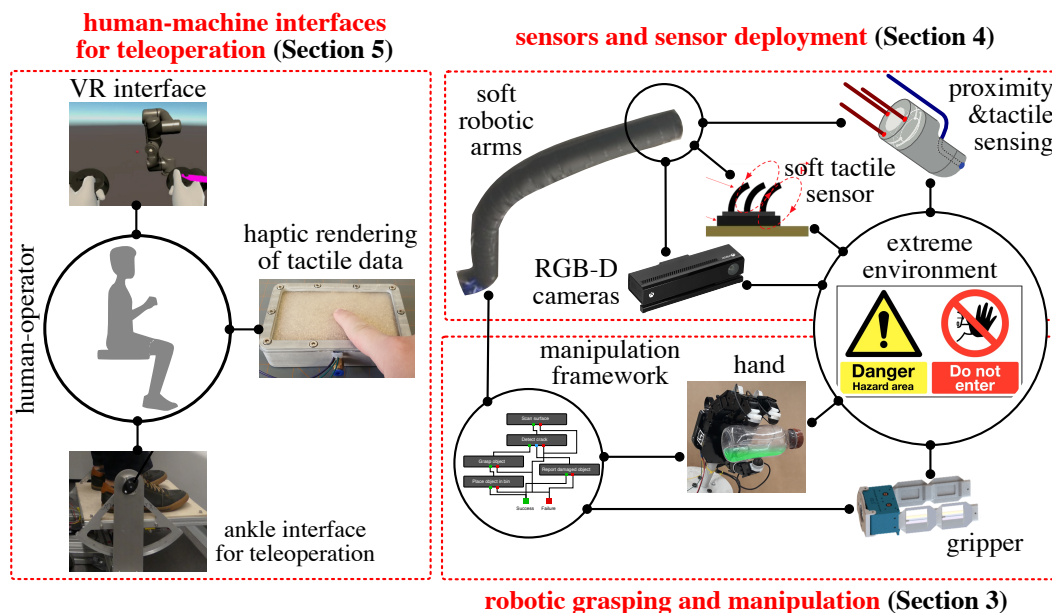 human-machine interfaces
for teleoperation (Section 5)
VR interface
human-operator
haptic rendering
of tactile data
ankle interface
for teleoperation
sensors and sensor deployment (Section 4)
soft
robotic
arms
proximity
&tactile
sensing
soft tactile
sensor
RGB-D
cameras
extreme
environment
Danger
Hazard area
Do not
enter
manipulation
framework
hand
Scan surface
Detect crack
Grasp object
Report damaged object
Place object in bin
Success
Failure
gripper
robotic grasping and manipulation (Section 3)